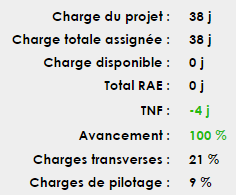 Charge du projet : 38 j
Charge totale assignée : 38 j
Charge disponible : 0 j
Total RAE : 0 j
TNF : -4 j
Avancement : 100 %
Charges transverses : 21 %
Charges de pilotage : 9 %